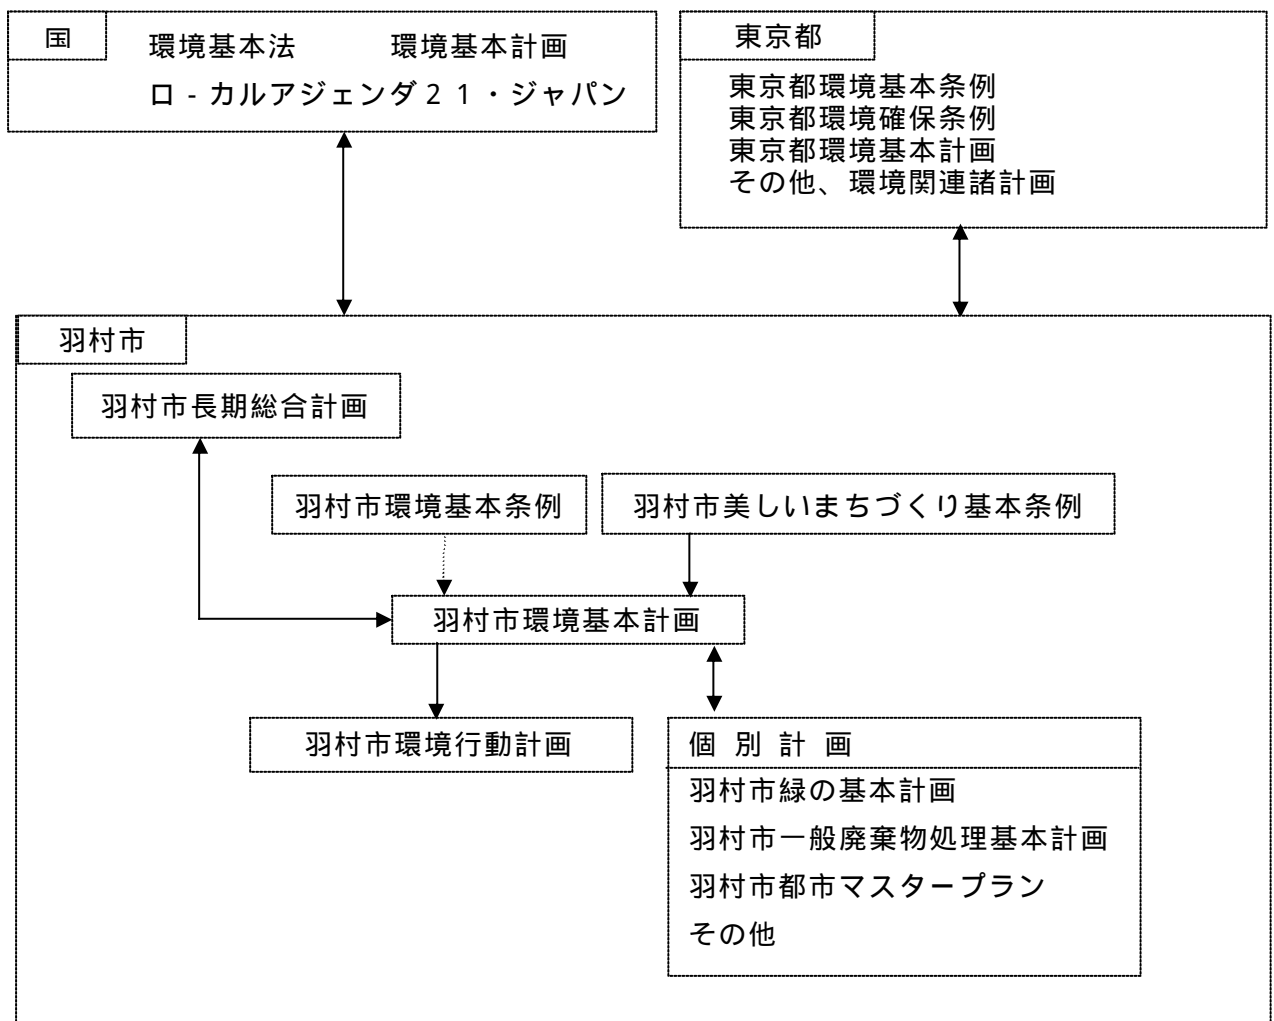 国
環境基本法　　　環境基本計画
ロ‐カルアジェンダ２１・ジャパン
東京都
東京都環境基本条例
東京都環境確保条例
東京都環境基本計画
その他、環境関連諸計画
羽村市
羽村市長期総合計画
羽村市環境基本条例
羽村市美しいまちづくり基本条例
羽村市環境基本計画
羽村市環境行動計画
個 別 計 画
羽村市緑の基本計画
羽村市一般廃棄物処理基本計画
羽村市都市マスタープラン
その他